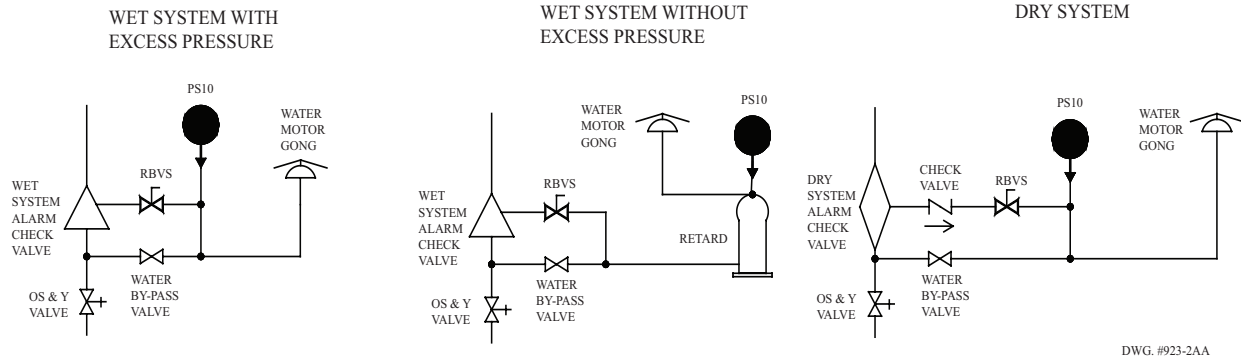 WET SYSTEM WITH
EXCESS PRESSURE
PS10
WATER
MOTOR
GONG
RBVS
WET
SYSTEM
ALARM
CHECK
VALVE
WATER
BY-PASS
VALVE
OS & Y
VALVE
WET SYSTEM WITHOUT
EXCESS PRESSURE
WATER
MOTOR
GONG
PS10
RBVS
WET
SYSTEM
ALARM
CHECK
VALVE
RETARD
WATER
BY-PASS
VALVE
OS & Y
VALVE
DRY SYSTEM
PS10
WATER
MOTOR
GONG
CHECK
VALVE
RBVS
DRY
SYSTEM
ALARM
CHECK
VALVE
WATER
BY-PASS
VALVE
OS & Y
VALVE
DWG. #923-2AA